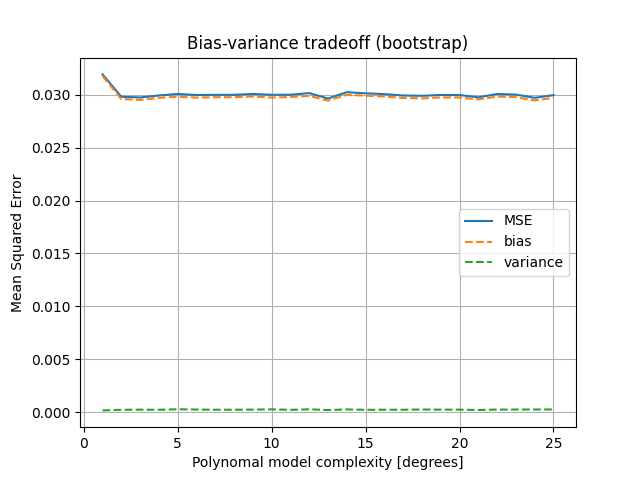 Bias-variance tradeoff (bootstrap)
Mean Squared Error
0.030
0.025
0.020
0.015
0.010
0.005
0.000
MSE
bias
variance
0
5
10
15
20
25
Polynomal model complexity [degrees]